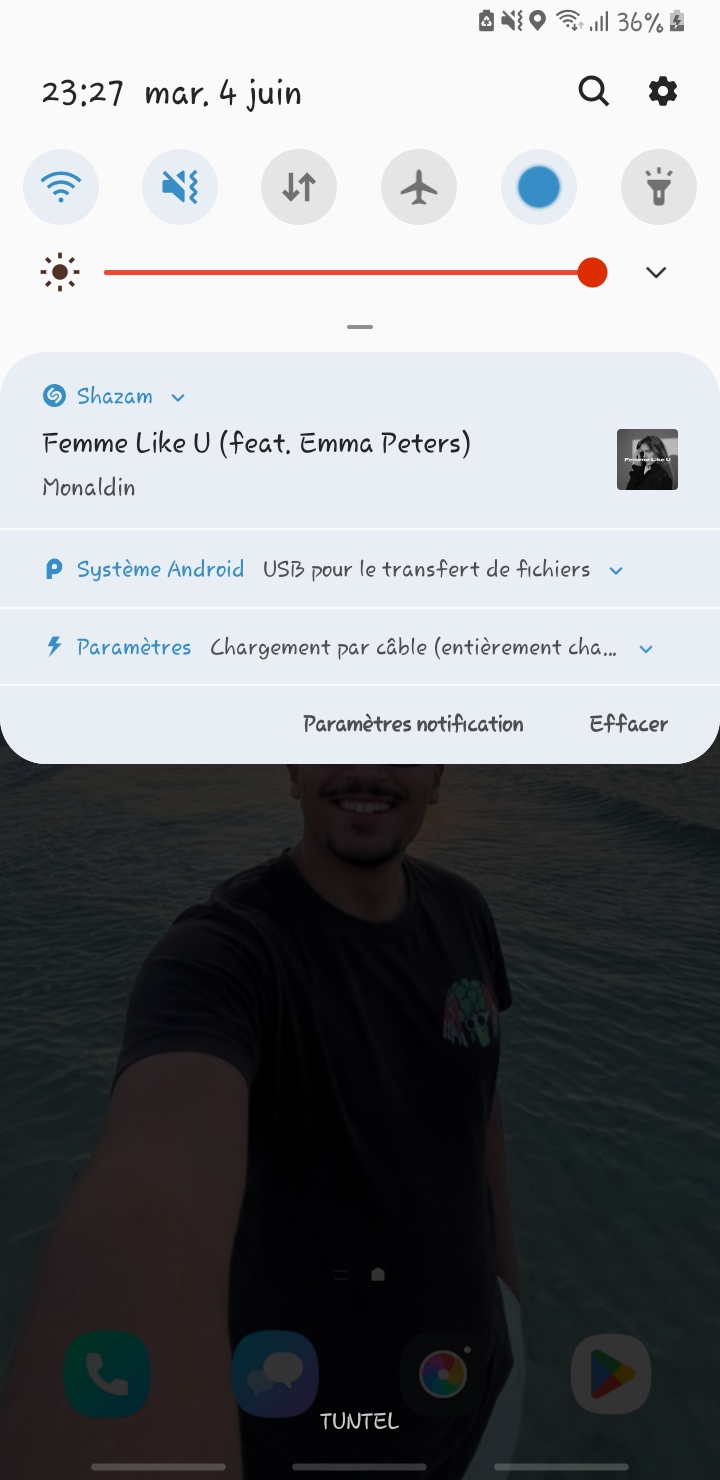 36%
23:27 mar. 4 juin
Shazam
Femme Like U (feat. Emma Peters)
Monaldin
Femme Like U
Système Android USB pour le transfert de fichiers
Paramètres Chargement par câble (entièrement cha...
Paramètres notification Effacer
TUNTEL